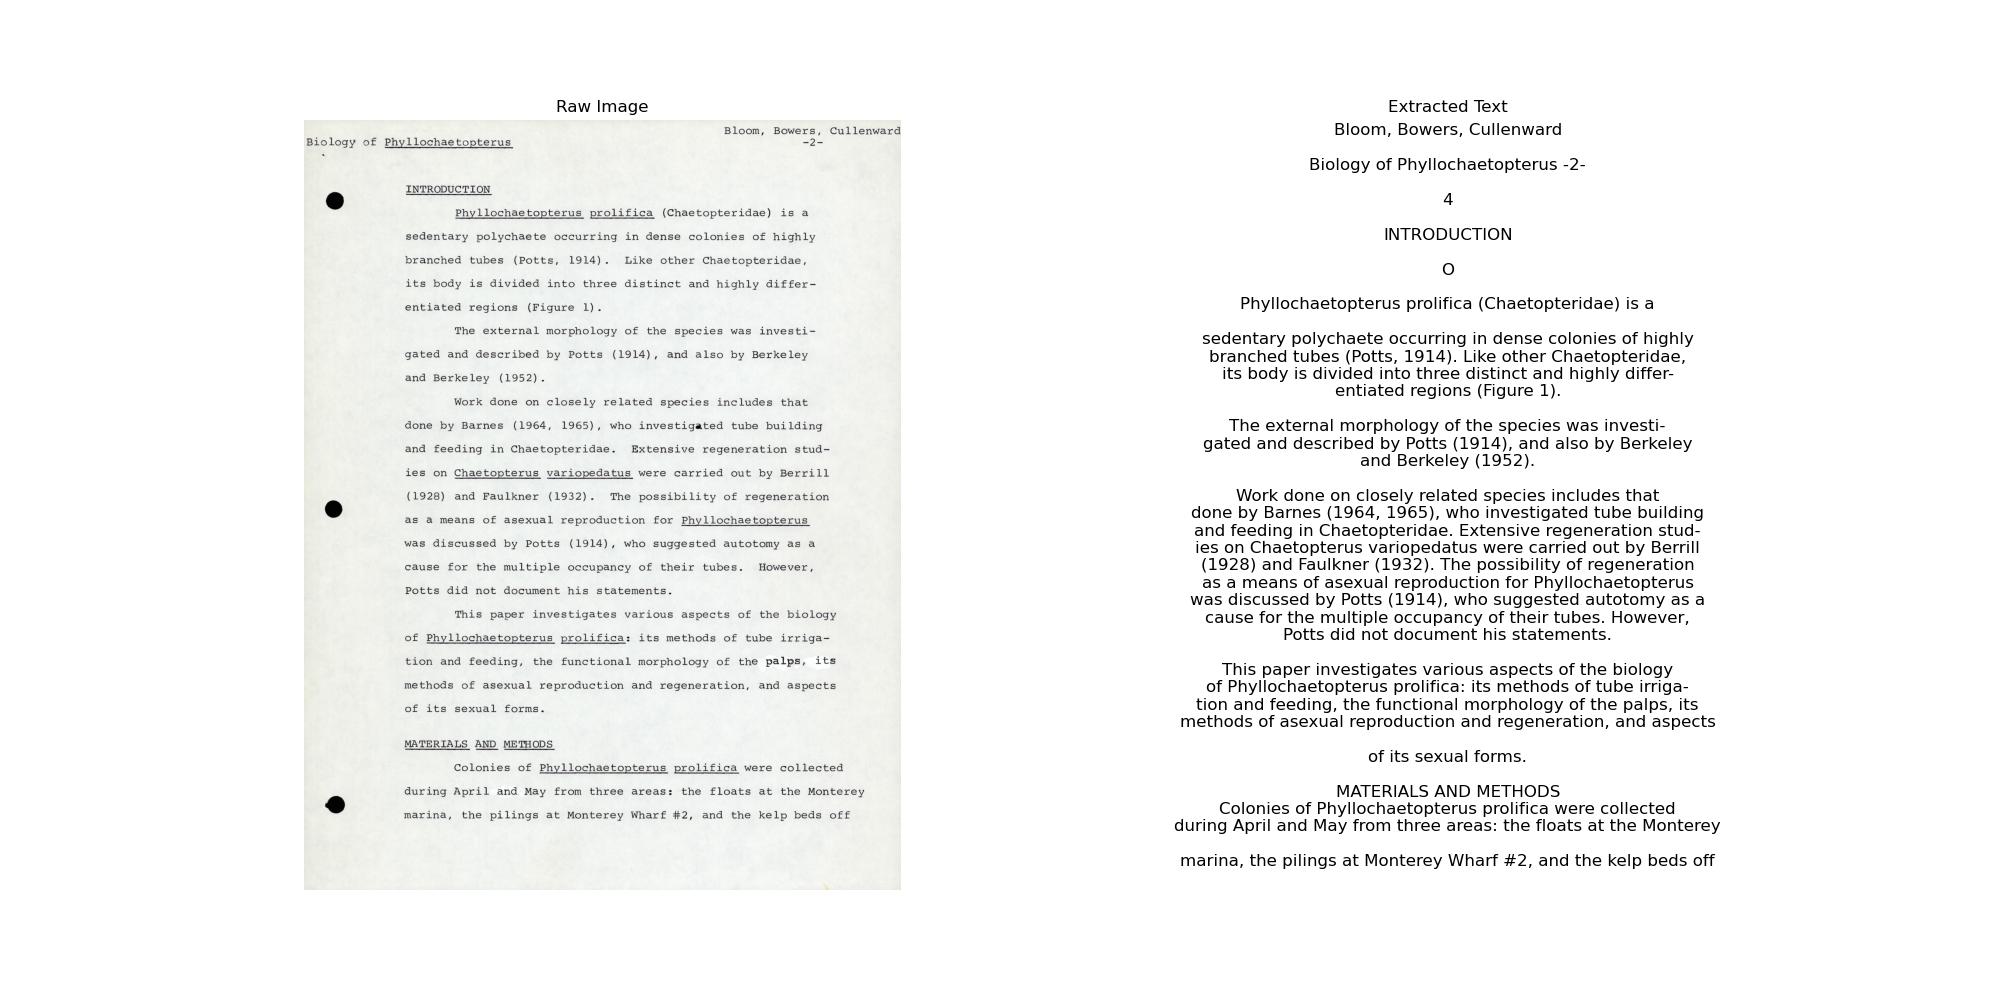 Raw Image
Bloom, Bowers, Cullenward
Biology of Phyllochaetopterus
-2-
INTRODUCTION
Phyllochaetopterus prolifica (Chaetopteridae) is a
sedentary polychaete occurring in dense colonies of highly
branched tubes (Potts, 1914). Like other Chaetopteridae,
its body is divided into three distinct and highly differ-
entiated regions (Figure 1).
The external morphology of the species was investi-
gated and described by Potts (1914), and also by Berkeley
and Berkeley (1952).
Work done on closely related species includes that
done by Barnes (1964, 1965), who investigated tube building
and feeding in Chaetopteridae. Extensive regeneration stud-
ies on Chaetopterus variopedatus were carried out by Berrill
(1928) and Faulkner (1932). The possibility of regeneration
as a means of asexual reproduction for Phyllochaetopterus
was discussed by Potts (1914), who suggested autotomy as a
cause for the multiple occupancy of their tubes. However,
Potts did not document his statements.
This paper investigates various aspects of the biology
of Phyllochaetopterus prolifica: its methods of tube irriga-
tion and feeding, the functional morphology of the palps, its
methods of asexual reproduction and regeneration, and aspects
of its sexual forms.
MATERIALS AND METHODS
Colonies of Phyllochaetopterus prolifica were collected
during April and May from three areas: the floats at the Monterey
marina, the pilings at Monterey Wharf #2, and the kelp beds off
Extracted Text
Bloom, Bowers, Cullenward
Biology of Phyllochaetopterus -2-
4
INTRODUCTION
O
Phyllochaetopterus prolifica (Chaetopteridae) is a
sedentary polychaete occurring in dense colonies of highly
branched tubes (Potts, 1914). Like other Chaetopteridae,
its body is divided into three distinct and highly differ-
entiated regions (Figure 1).
The external morphology of the species was investi-
gated and described by Potts (1914), and also by Berkeley
and Berkeley (1952).
Work done on closely related species includes that
done by Barnes (1964, 1965), who investigated tube building
and feeding in Chaetopteridae. Extensive regeneration stud-
ies on Chaetopterus variopedatus were carried out by Berrill
(1928) and Faulkner (1932). The possibility of regeneration
as a means of asexual reproduction for Phyllochaetopterus
was discussed by Potts (1914), who suggested autotomy as a
cause for the multiple occupancy of their tubes. However,
Potts did not document his statements.
This paper investigates various aspects of the biology
of Phyllochaetopterus prolifica: its methods of tube irriga-
tion and feeding, the functional morphology of the palps, its
methods of asexual reproduction and regeneration, and aspects
of its sexual forms.
MATERIALS AND METHODS
Colonies of Phyllochaetopterus prolifica were collected
during April and May from three areas: the floats at the Monterey
marina, the pilings at Monterey Wharf #2, and the kelp beds off